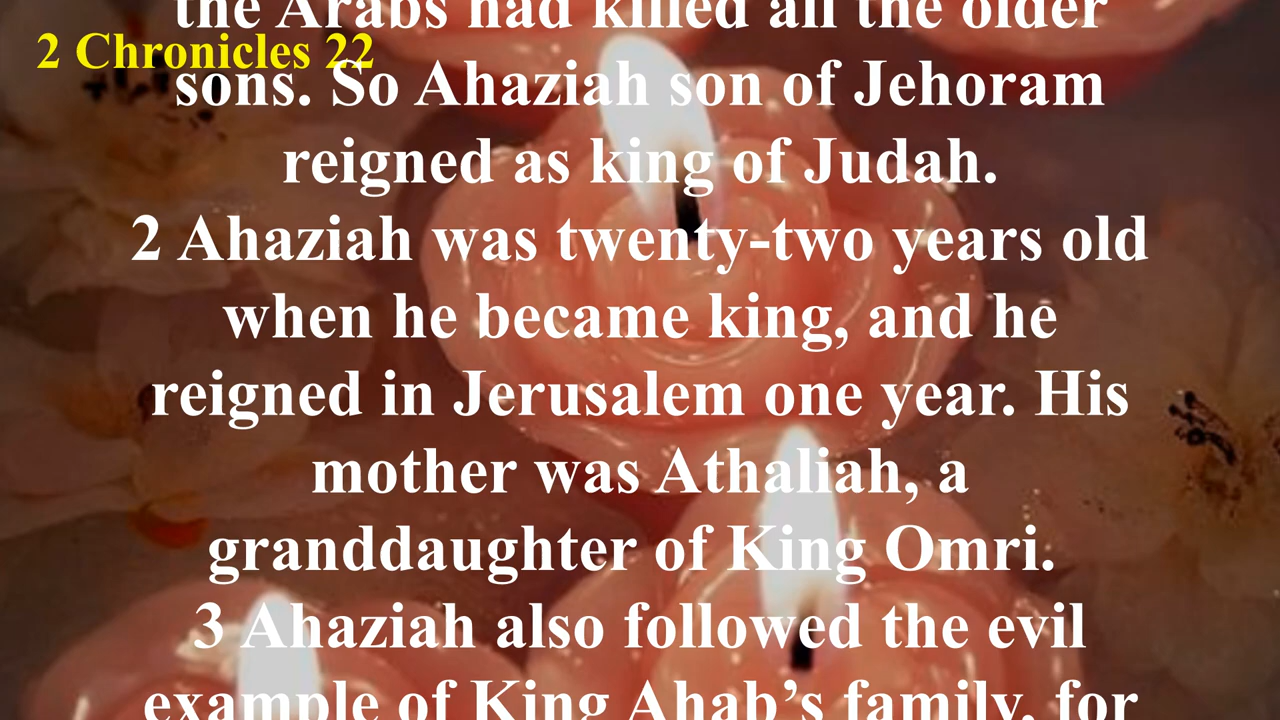 the Arabs had killed all the older
2 Chronicles 22
sons. So Ahaziah son of Jehoram
reigned as king of Judah.
2 Ahaziah was twenty-two years old
when he became king, and he
reigned in Jerusalem one year. His
mother was Athaliah, a
granddaughter of King Omri.
3 Ahaziah also followed the evil
example of King Ahab’s family, for